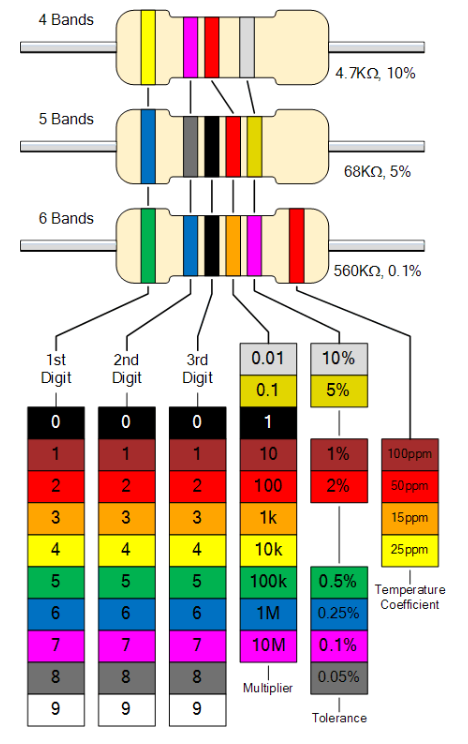 4 Bands
4.7KΩ, 10%
5 Bands
68KΩ, 5%
6 Bands
560KΩ, 0.1%
1st Digit
2nd Digit
3rd Digit
0.01 10%
0.1 5%
0 0 0 1
1 1 1 10 1% 100ppm
2 2 2 100 2% 50ppm
3 3 3 1k 15ppm
4 4 4 10k 25ppm
5 5 5 100k 0.5%
6 6 6 1M 0.25%
7 7 7 10M 0.1%
8 8 8 0.05%
9 9 9
Temperature
Coefficient
Multiplier
Tolerance